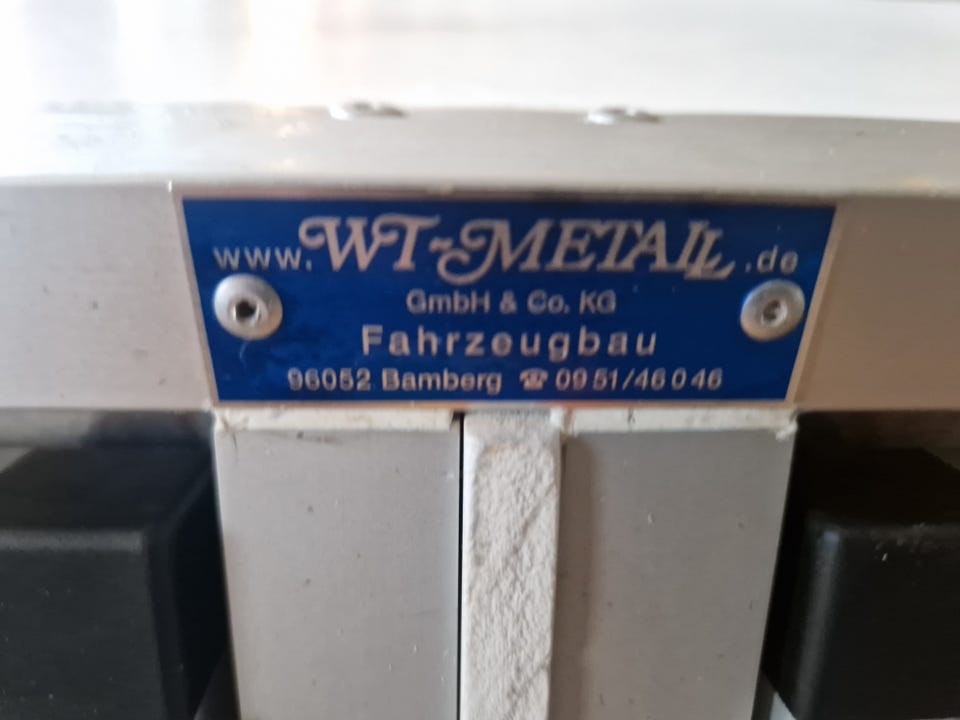 www.WT-METALL.de
GmbH & Co. KG
Fahrzeugbau
96052 Bamberg ☎ 09 51/46 0 46